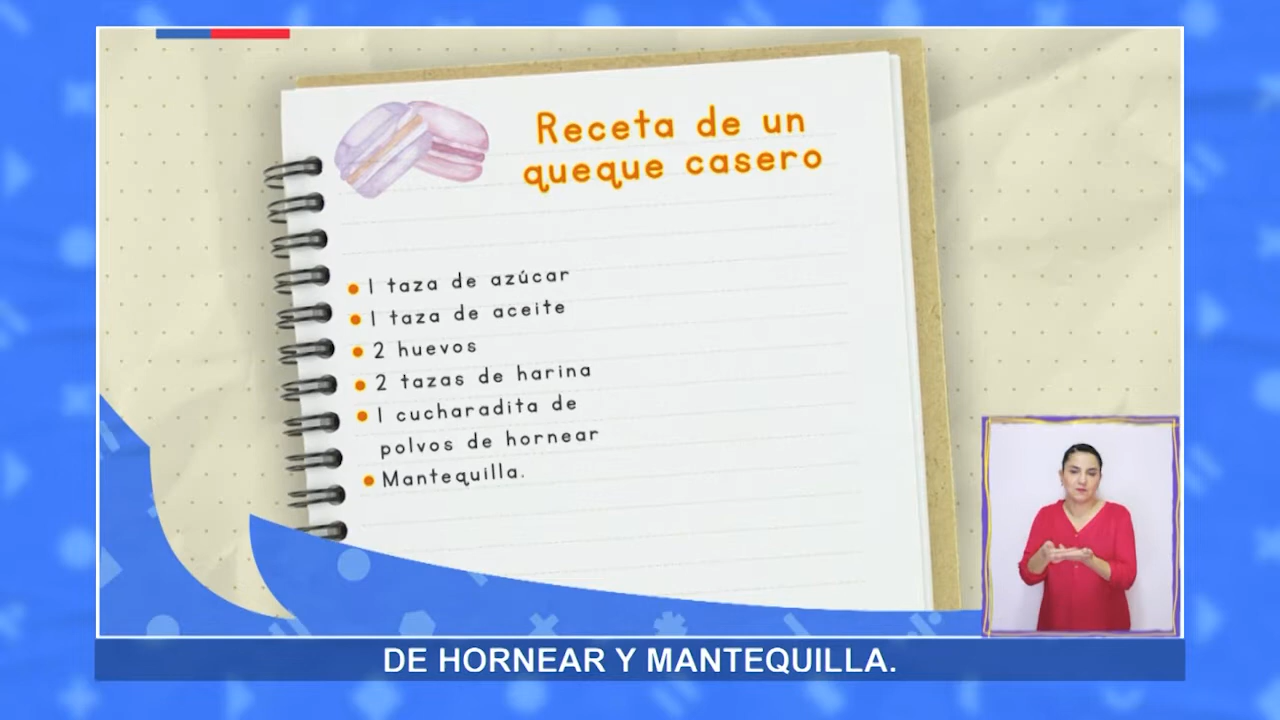 Receta de un
queque casero
1 taza de azúcar
1 taza de aceite
2 huevos
2 tazas de harina
1 cucharadita de
polvos de hornear
Mantequilla.
DE HORNEAR Y MANTEQUILLA.